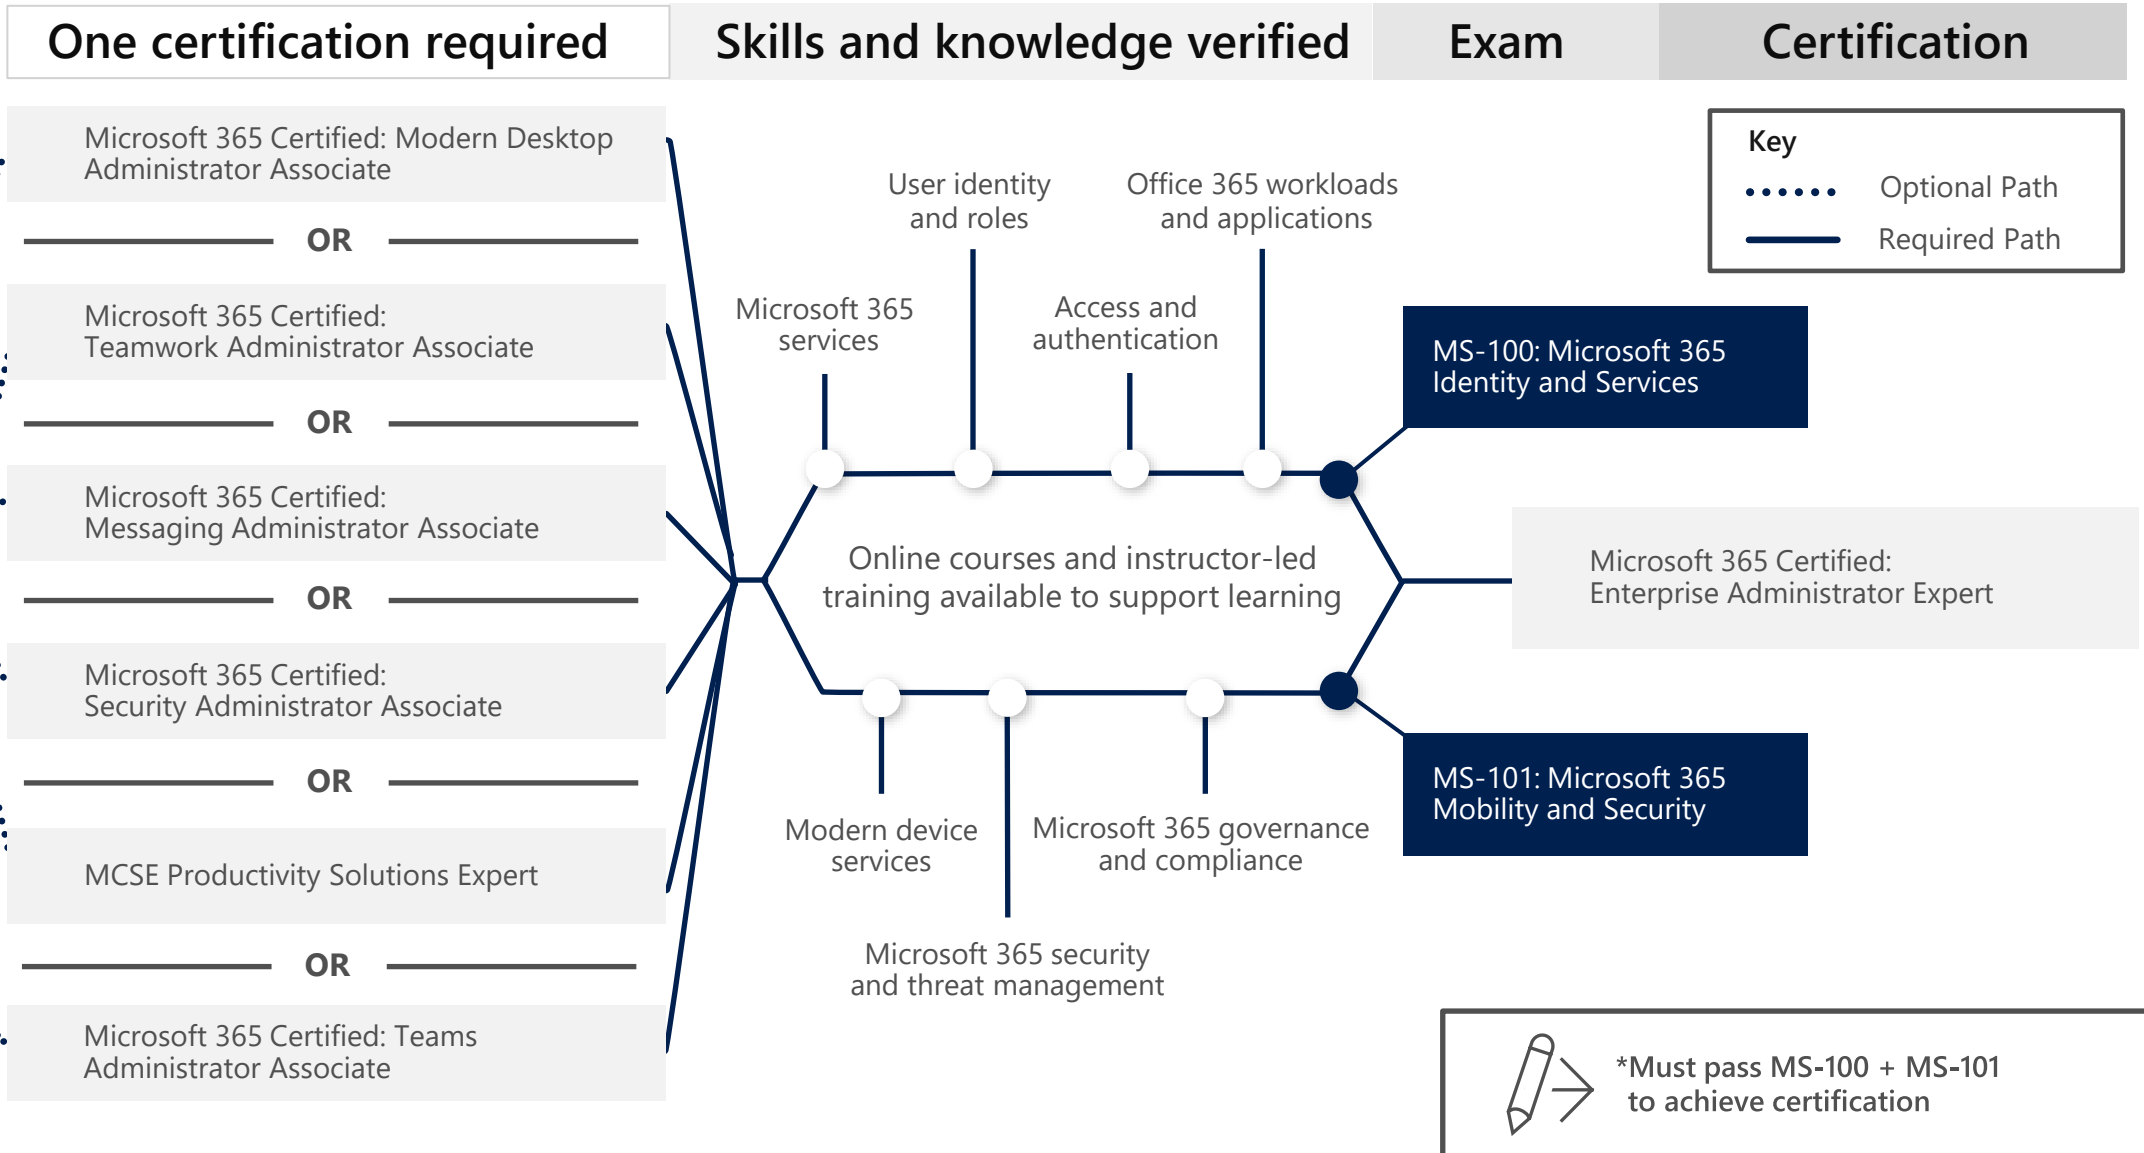 One certification required
Skills and knowledge verified
Exam
Certification
Microsoft 365 Certified: Modern Desktop
Administrator Associate
OR
Microsoft 365 Certified:
Teamwork Administrator Associate
OR
Microsoft 365 Certified:
Messaging Administrator Associate
OR
Microsoft 365 Certified:
Security Administrator Associate
OR
MCSE Productivity Solutions Expert
OR
Microsoft 365 Certified: Teams
Administrator Associate
Microsoft 365
services
User identity
and roles
Access and
authentication
Office 365 workloads
and applications
Online courses and instructor-led
training available to support learning
Modern device
services
Microsoft 365 security
and threat management
Microsoft 365 governance
and compliance
Key
Optional Path
Required Path
MS-100: Microsoft 365
Identity and Services
Microsoft 365 Certified:
Enterprise Administrator Expert
MS-101: Microsoft 365
Mobility and Security
*Must pass MS-100 + MS-101
to achieve certification